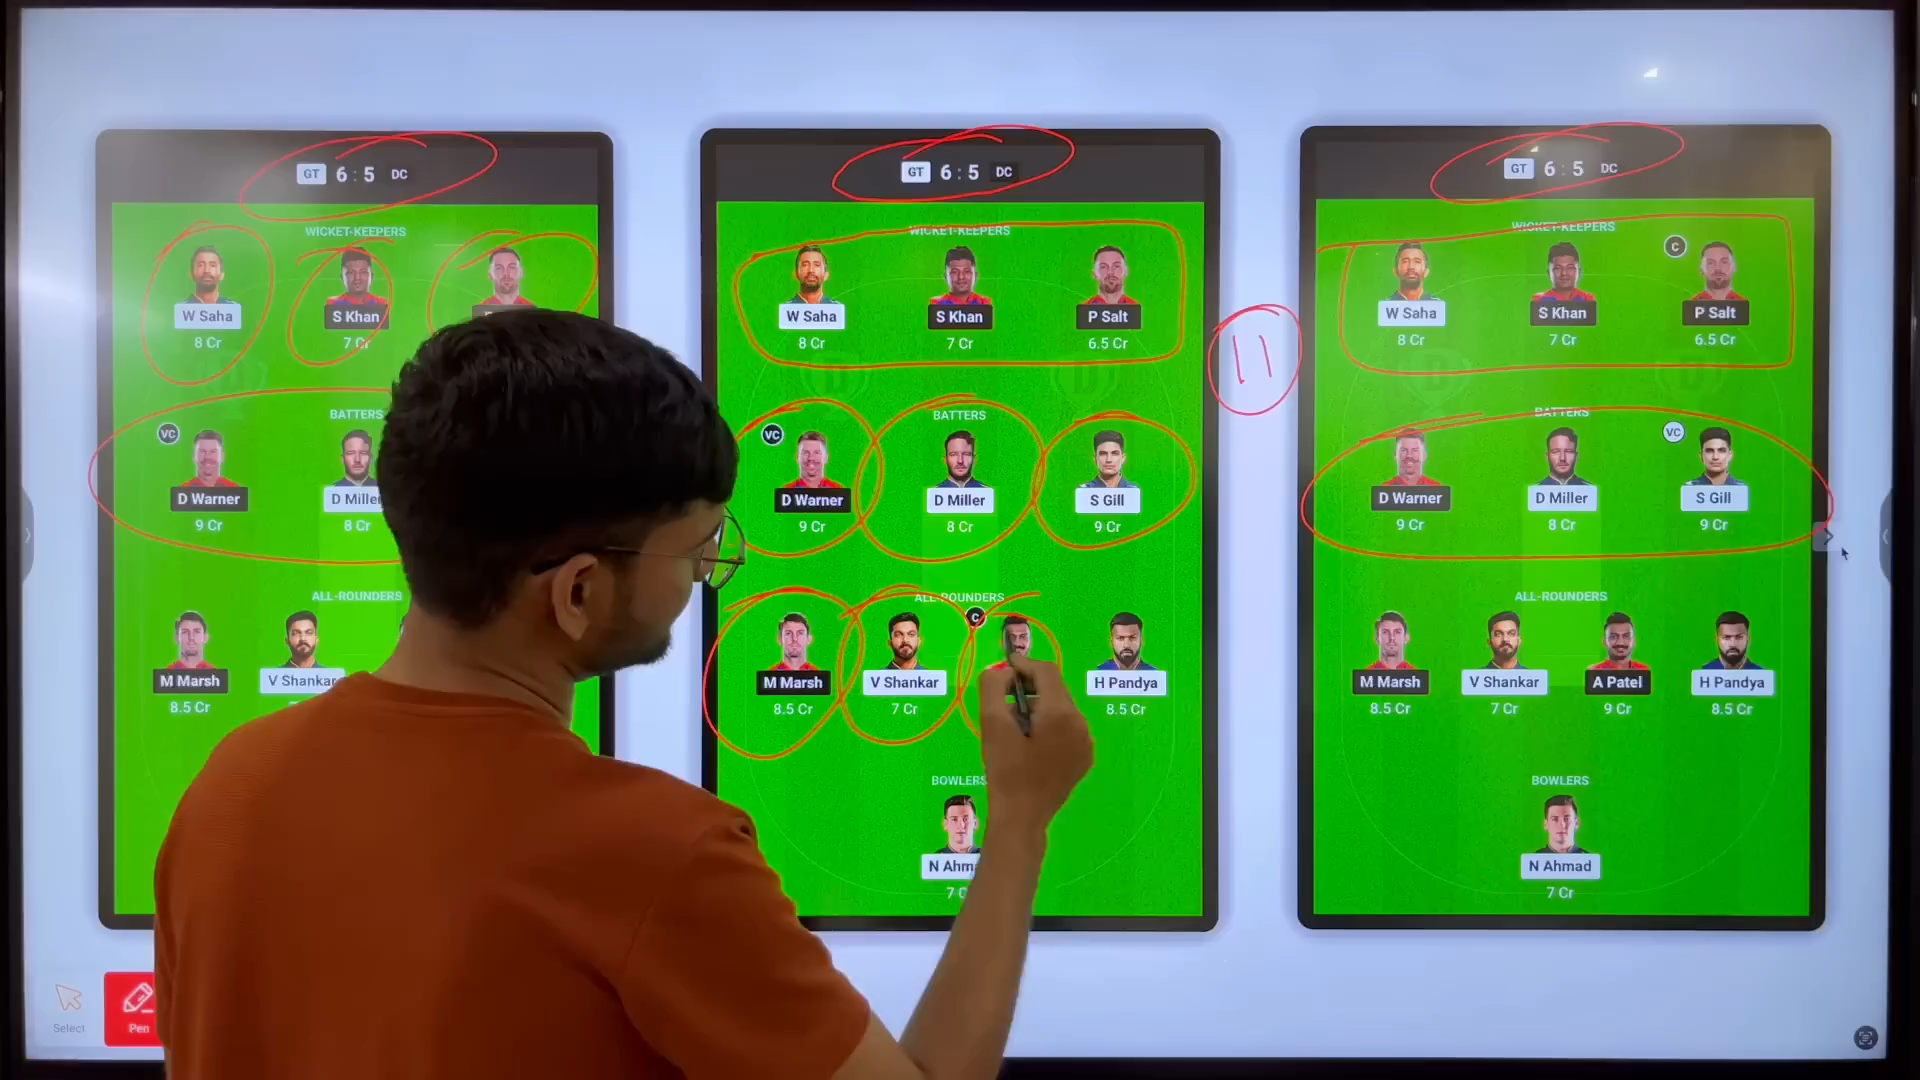 GT 6 : 5 DC
WICKET-KEEPERS
W Saha
8 Cr
S Khan
7 Cr
BATTERS
VC
D Warner
9 Cr
D Mille
8 Cr
ALL-ROUNDERS
M Marsh
8.5 Cr
V Shankar
GT 6 : 5 DC
WICKET-KEEPERS
W Saha
8 Cr
S Khan
7 Cr
P Salt
6.5 Cr
BATTERS
VC
D Warner
9 Cr
D Miller
8 Cr
S Gill
9 Cr
ALL-ROUNDERS
C
M Marsh
8.5 Cr
V Shankar
7 Cr
H Pandya
8.5 Cr
BOWLERS
N Ahm
7 C
11
GT 6 : 5 DC
WICKET-KEEPERS
C
W Saha
8 Cr
S Khan
7 Cr
P Salt
6.5 Cr
BATTERS
VC
D Warner
9 Cr
D Miller
8 Cr
S Gill
9 Cr
ALL-ROUNDERS
M Marsh
8.5 Cr
V Shankar
7 Cr
A Patel
9 Cr
H Pandya
8.5 Cr
BOWLERS
N Ahmad
7 Cr
Select
Pen